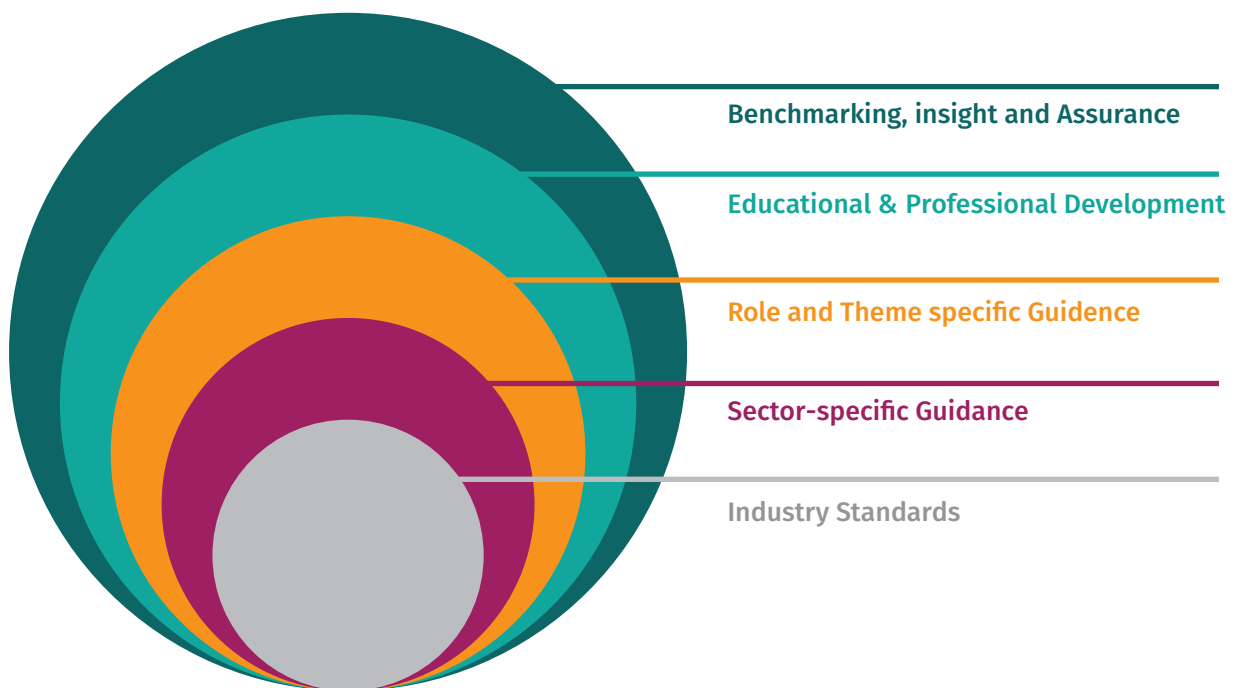 Benchmarking, insight and Assurance
Educational & Professional Development
Role and Theme specific Guidence
Sector-specific Guidance
Industry Standards